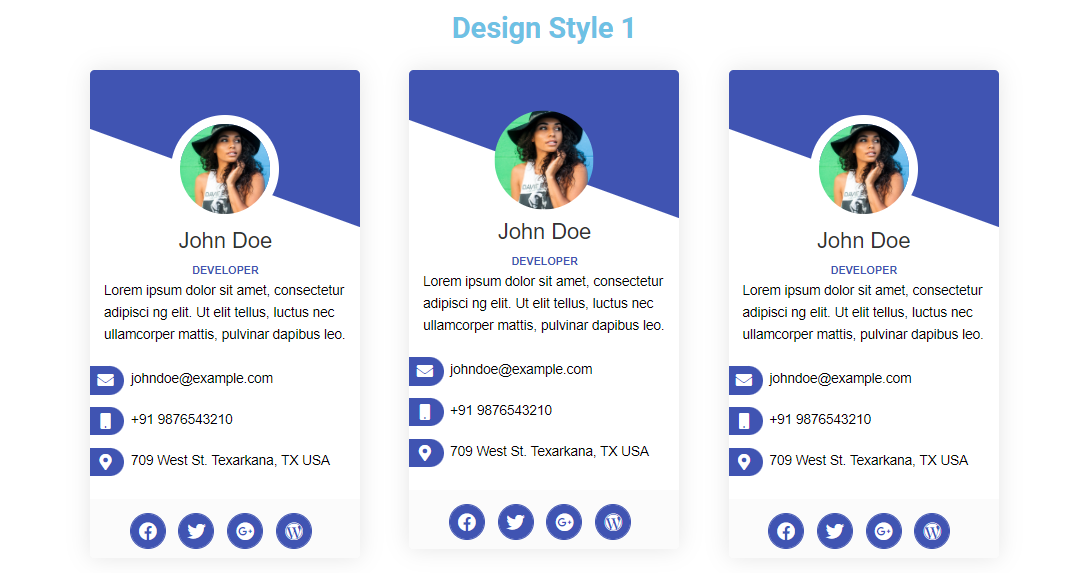 Design Style 1
John Doe
DEVELOPER
Lorem ipsum dolor sit amet, consectetur
adipisci ng elit. Ut elit tellus, luctus nec
ullamcorper mattis, pulvinar dapibus leo.
johndoe@example.com
+91 9876543210
709 West St. Texarkana, TX USA
John Doe
DEVELOPER
Lorem ipsum dolor sit amet, consectetur
adipisci ng elit. Ut elit tellus, luctus nec
ullamcorper mattis, pulvinar dapibus leo.
johndoe@example.com
+91 9876543210
709 West St. Texarkana, TX USA
John Doe
DEVELOPER
Lorem ipsum dolor sit amet, consectetur
adipisci ng elit. Ut elit tellus, luctus nec
ullamcorper mattis, pulvinar dapibus leo.
johndoe@example.com
+91 9876543210
709 West St. Texarkana, TX USA